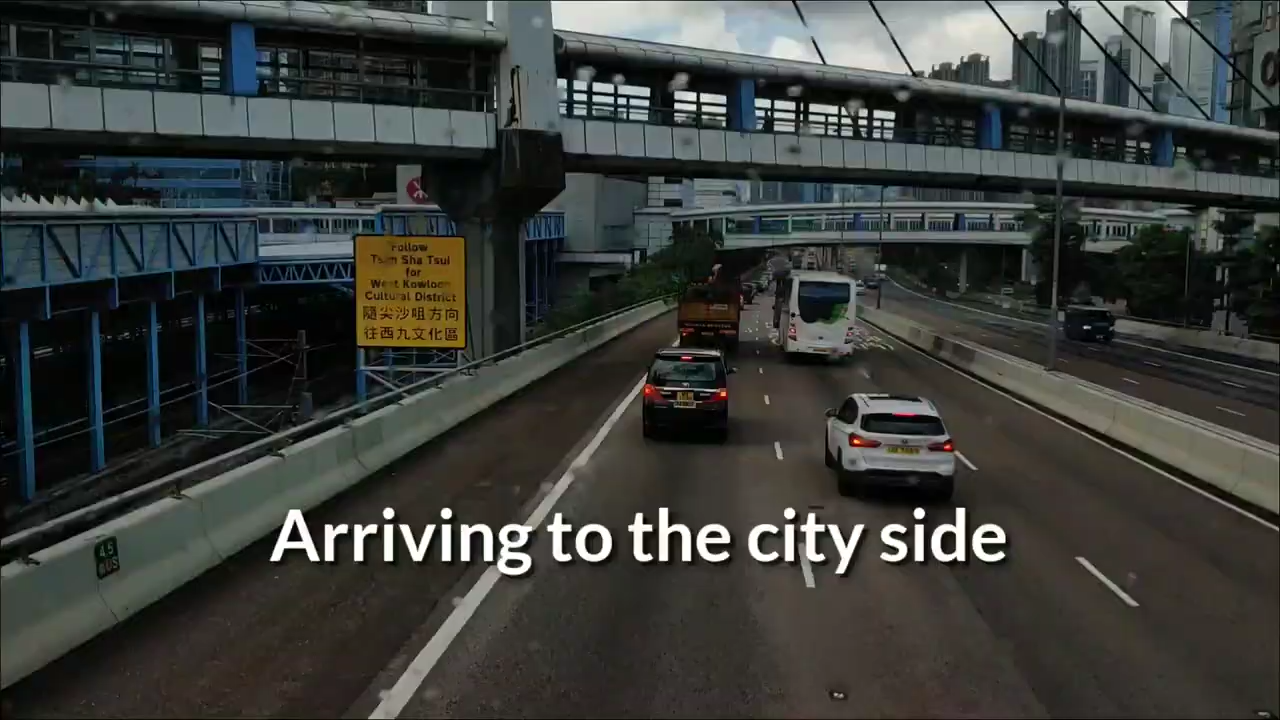 Follow
Tsim Sha Tsui
for
West Kowloon
Cultural District
隨尖沙咀方向
往西九文化區
Arriving to the city side